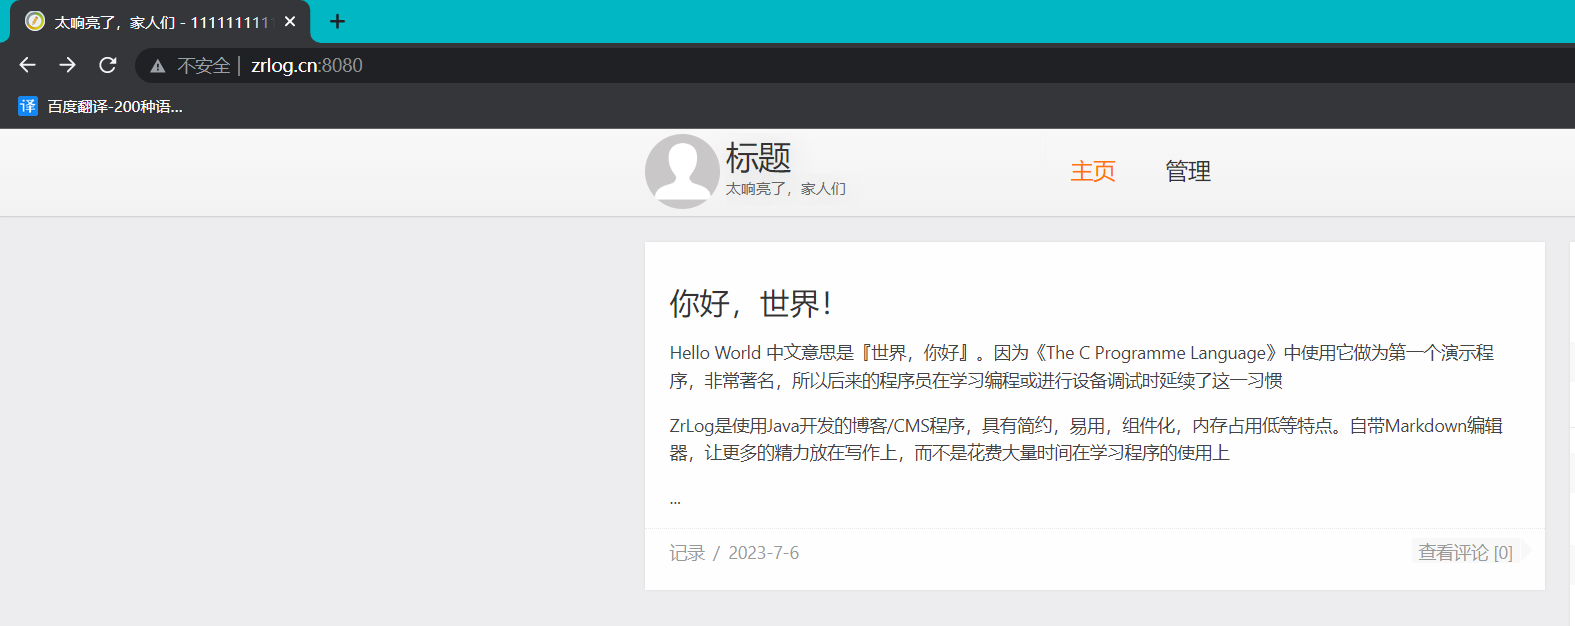 太响亮了，家人们 - 1111111111
不安全 | zrlog.cn:8080
译 百度翻译-200种语...
标题
太响亮了，家人们
主页 管理
你好，世界！
Hello World 中文意思是『世界，你好』。因为《The C Programme Language》中使用它做为第一个演示程
序，非常著名，所以后来的程序员在学习编程或进行设备调试时延续了这一习惯
ZrLog是使用Java开发的博客/CMS程序，具有简约，易用，组件化，内存占用低等特点。自带Markdown编辑
器，让更多的精力放在写作上，而不是花费大量时间在学习程序的使用上
...
记录 / 2023-7-6 查看评论 [0]